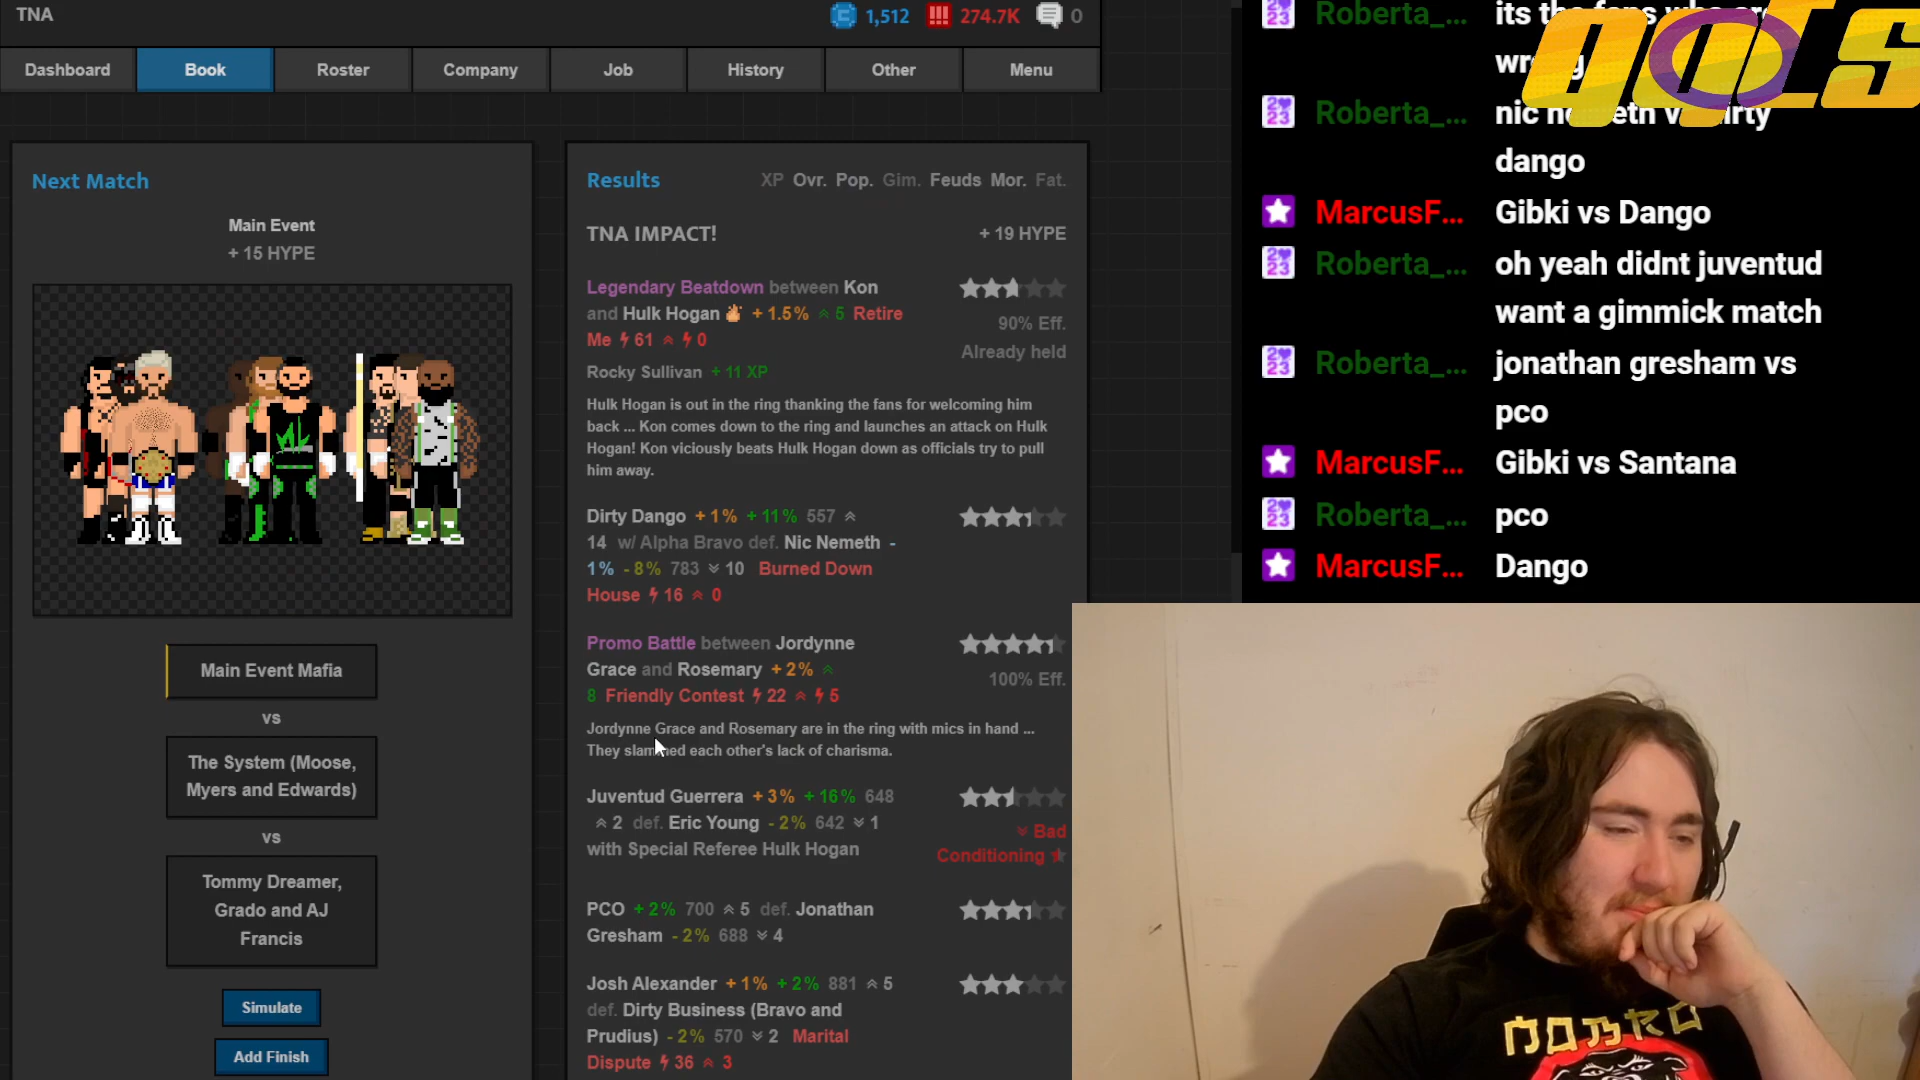 TNA
1,512 274.7K 0
Dashboard Book Roster Company Job History Other Menu
Next Match
Main Event
+ 15 HYPE
Main Event Mafia
vs
The System (Moose,
Myers and Edwards)
vs
Tommy Dreamer,
Grado and AJ
Francis
Simulate
Add Finish
Results XP Ovr. Pop. Gim. Feuds Mor. Fat.
TNA IMPACT! + 19 HYPE
Legendary Beatdown between Kon
and Hulk Hogan + 1.5% 5 Retire
Me 61 0
90% Eff.
Already held
Rocky Sullivan + 11 XP
Hulk Hogan is out in the ring thanking the fans for welcoming him
back ... Kon comes down to the ring and launches an attack on Hulk
Hogan! Kon viciously beats Hulk Hogan down as officials try to pull
him away.
Dirty Dango + 1% + 11% 557
14 w/ Alpha Bravo def. Nic Nemeth -
1% - 8% 783 10 Burned Down
House 16 0
Promo Battle between Jordynne
Grace and Rosemary + 2%
8 Friendly Contest 22 5
100% Eff.
Jordynne Grace and Rosemary are in the ring with mics in hand ...
They slammed each other's lack of charisma.
Juventud Guerrera + 3% + 16% 648
2 def. Eric Young - 2% 642 1
with Special Referee Hulk Hogan
Bad
Conditioning
PCO + 2% 700 5 def. Jonathan
Gresham - 2% 688 4
Josh Alexander + 1% + 2% 881 5
def. Dirty Business (Bravo and
Prudius) - 2% 570 2 Marital
Dispute 36 3
Roberta_... its the fans who are
Roberta_... nic nemeth vs dirty
dango
MarcusF... Gibki vs Dango
Roberta_... oh yeah didnt juventud
want a gimmick match
Roberta_... jonathan gresham vs
pco
MarcusF... Gibki vs Santana
Roberta_... pco
MarcusF... Dango